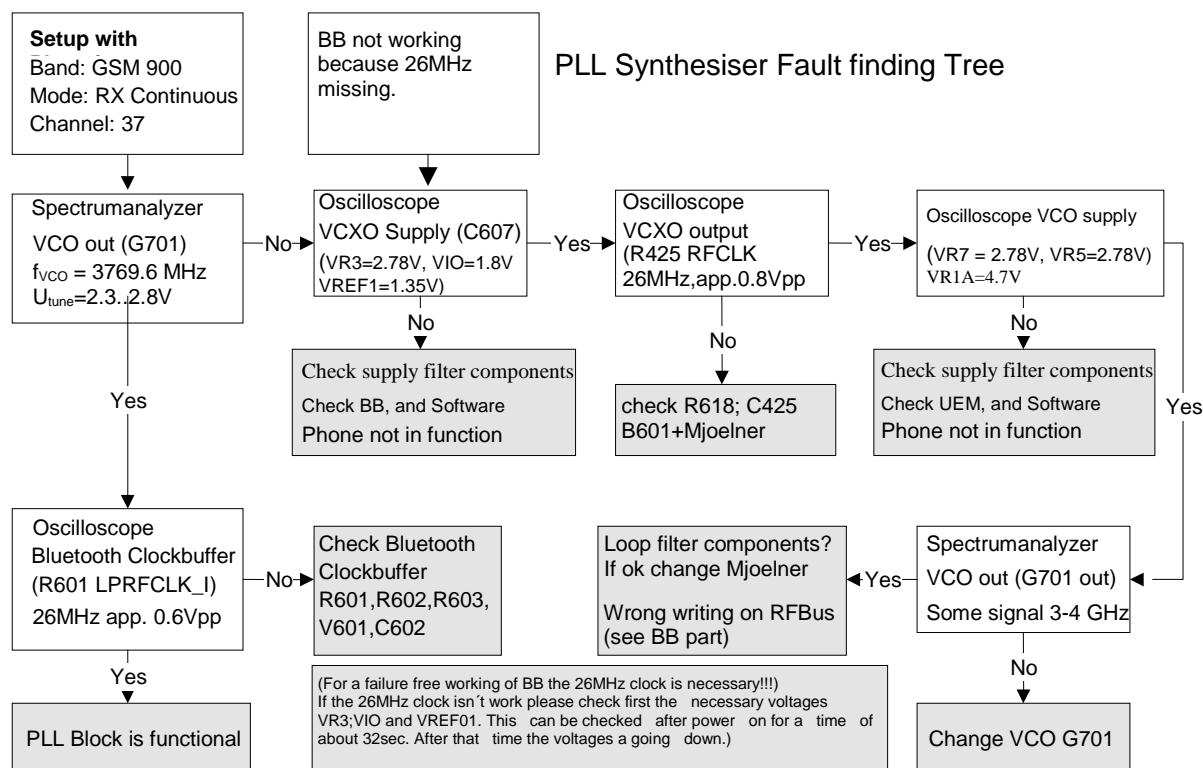 Setup with
Band: GSM 900
Mode: RX Continuous
Channel: 37
BB not working
because 26MHz
missing.
PLL Synthesiser Fault finding Tree
Spectrumanalyzer
VCO out (G701)
fVCO = 3769.6 MHz
Utune=2.3..2.8V
No
Oscilloscope
VCXO Supply (C607)
(VR3=2.78V, VIO=1.8V
VREF1=1.35V)
Yes
Oscilloscope
VCXO output
(R425 RFCLK
26MHz,app.0.8Vpp
Yes
Oscilloscope VCO supply
(VR7 = 2.78V, VR5=2.78V)
VR1A=4.7V
Yes
No
Check supply filter components
Check BB, and Software
Phone not in function
No
check R618; C425
B601+Mjoelner
No
Check supply filter components
Check UEM, and Software
Phone not in function
Yes
Oscilloscope
Bluetooth Clockbuffer
(R601 LPRFCLK_I)
26MHz app. 0.6Vpp
No
Check Bluetooth
Clockbuffer
R601,R602,R603,
V601,C602
Loop filter components?
If ok change Mjoelner
Wrong writing on RFBus
(see BB part)
Yes
Spectrumanalyzer
VCO out (G701 out)
Some signal 3-4 GHz
Yes
PLL Block is functional
(For a failure free working of BB the 26MHz clock is necessary!!!)
If the 26MHz clock isn´t work please check first the necessary voltages
VR3;VIO and VREF01. This can be checked after power on for a time of
about 32sec. After that time the voltages a going down.)
No
Change VCO G701